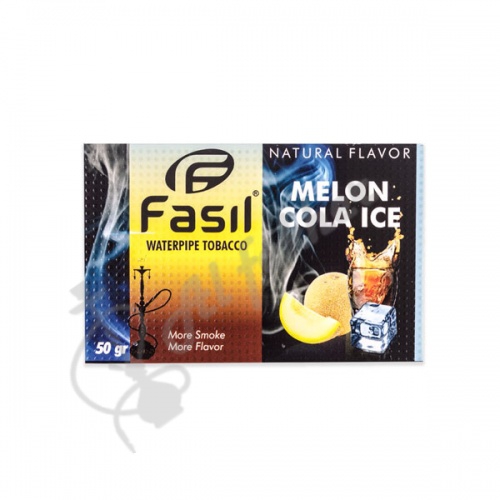 Fasil®
WATERPIPE TOBACCO
More Smoke
More Flavor
50 gr
NATURAL FLAVOR
MELON
COLA ICE